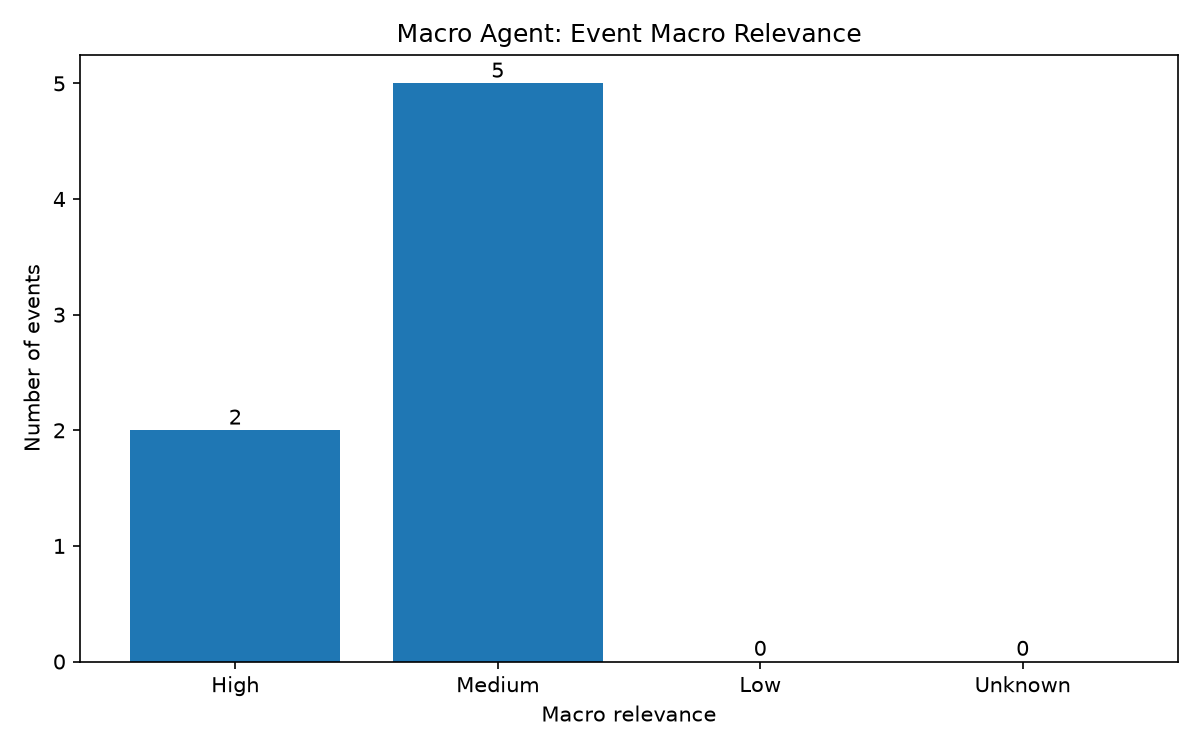 Macro Agent: Event Macro Relevance
Number of events
5
4
3
2
1
0
2
5
0
0
High
Medium
Low
Unknown
Macro relevance